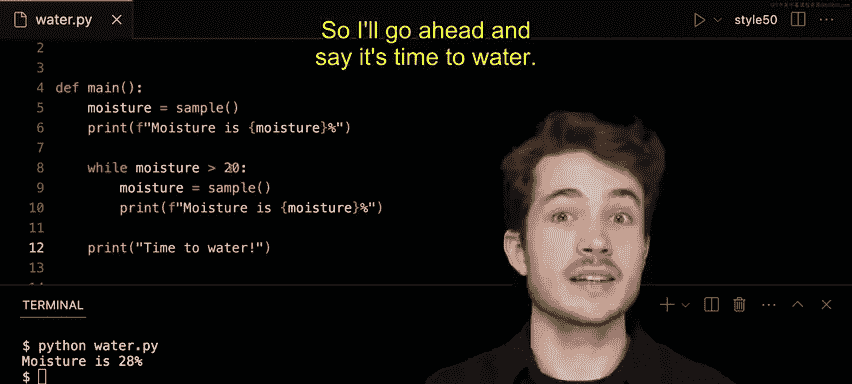 water.py
style50
So I'll go ahead and
say it's time to water.
2
3
4 def main():
5 moisture = sample()
6 print(f"Moisture is {moisture}%")
7
8 while moisture > 20:
9 moisture = sample()
10 print(f"Moisture is {moisture}%")
11
12 print("Time to water!")
13
TERMINAL
$ python water.py
Moisture is 28%
$